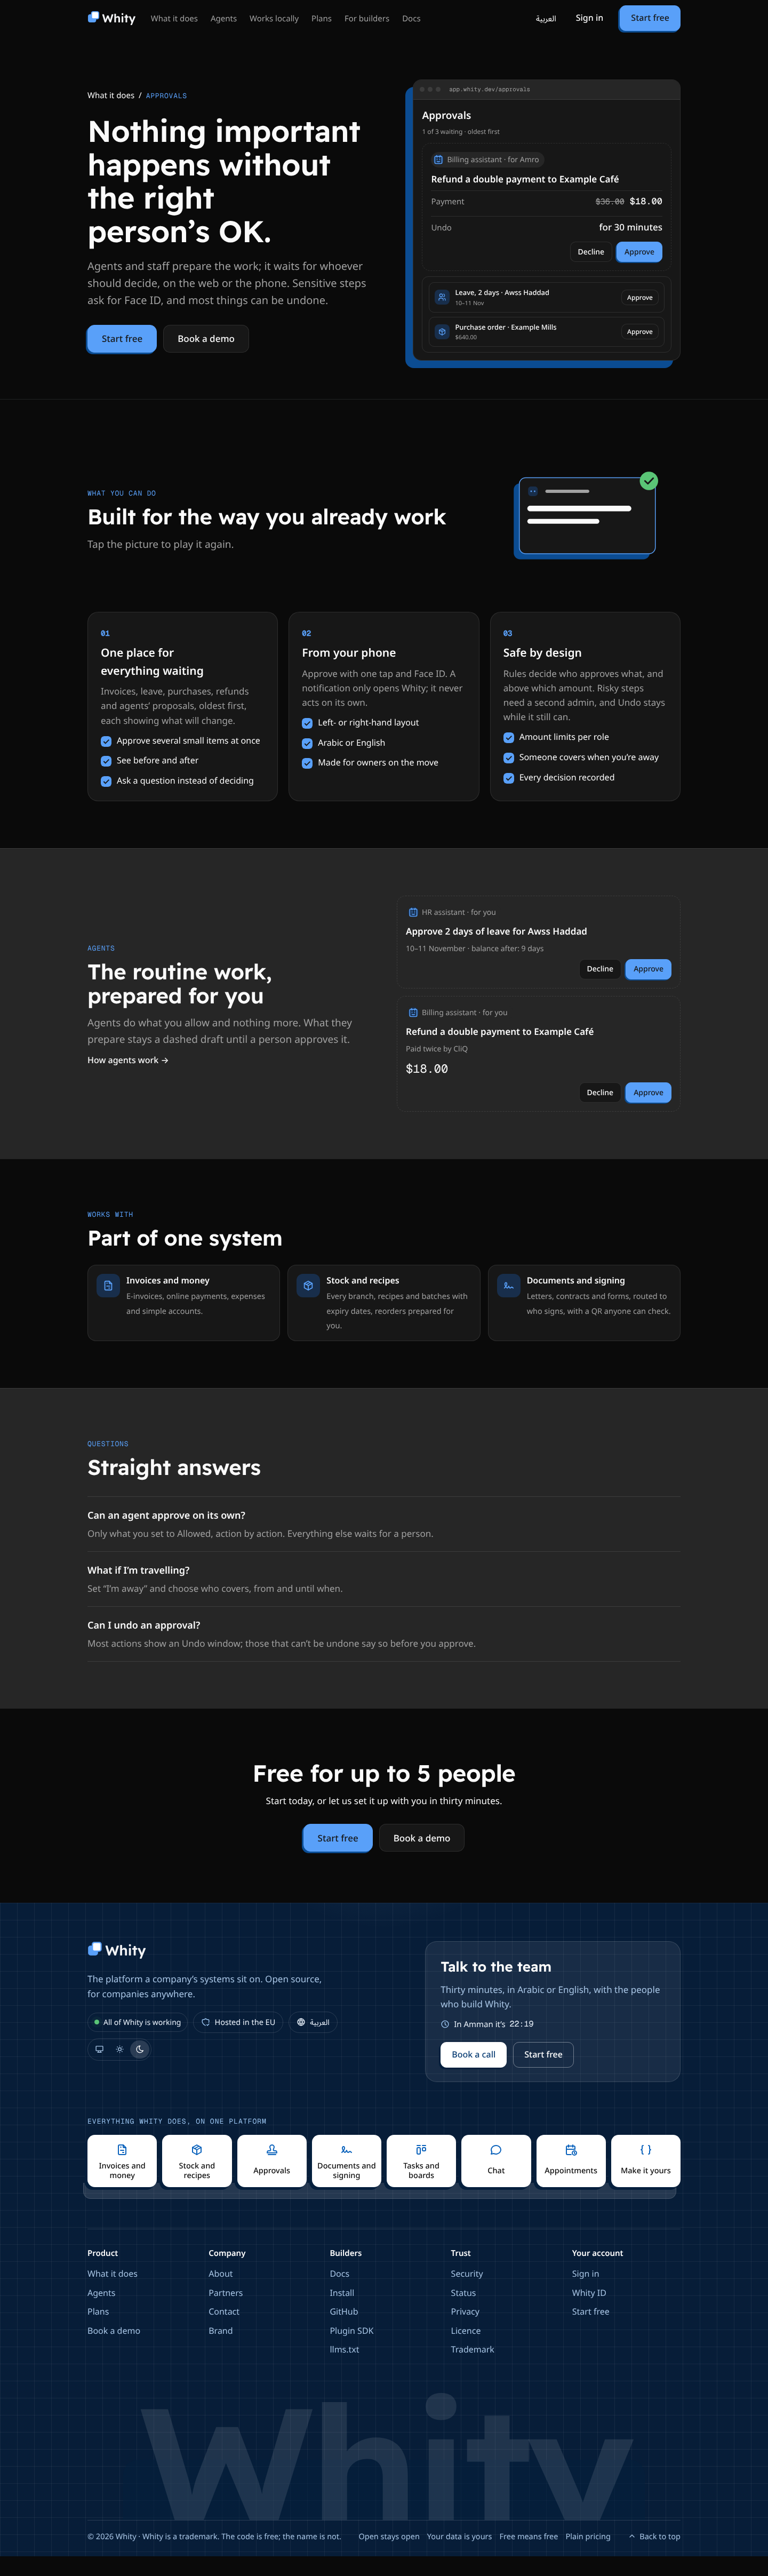 Whity
What it does
Agents
Works locally
Plans
For builders
Docs
العربية
Sign in
Start free
What it does / APPROVALS
Nothing important
happens without
the right
person’s OK.
Agents and staff prepare the work; it waits for whoever
should decide, on the web or the phone. Sensitive steps
ask for Face ID, and most things can be undone.
Start free
Book a demo
app.whity.dev/approvals
Approvals
1 of 3 waiting · oldest first
Billing assistant · for Amro
Refund a double payment to Example Café
Payment
$36.00 $18.00
Undo
for 30 minutes
Decline
Approve
Leave, 2 days · Awss Haddad
10–11 Nov
Approve
Purchase order · Example Mills
$640.00
Approve
WHAT YOU CAN DO
Built for the way you already work
Tap the picture to play it again.
01
One place for
everything waiting
Invoices, leave, purchases, refunds
and agents’ proposals, oldest first,
each showing what will change.
Approve several small items at once
See before and after
Ask a question instead of deciding
02
From your phone
Approve with one tap and Face ID. A
notification only opens Whity; it never
acts on its own.
Left- or right-hand layout
Arabic or English
Made for owners on the move
03
Safe by design
Rules decide who approves what, and
above which amount. Risky steps
need a second admin, and Undo stays
while it still can.
Amount limits per role
Someone covers when you’re away
Every decision recorded
AGENTS
The routine work,
prepared for you
Agents do what you allow and nothing more. What they
prepare stays a dashed draft until a person approves it.
How agents work →
HR assistant · for you
Approve 2 days of leave for Awss Haddad
10–11 November · balance after: 9 days
Decline
Approve
Billing assistant · for you
Refund a double payment to Example Café
Paid twice by CliQ
$18.00
Decline
Approve
WORKS WITH
Part of one system
Invoices and money
E-invoices, online payments, expenses
and simple accounts.
Stock and recipes
Every branch, recipes and batches with
expiry dates, reorders prepared for
you.
Documents and signing
Letters, contracts and forms, routed to
who signs, with a QR anyone can check.
QUESTIONS
Straight answers
Can an agent approve on its own?
Only what you set to Allowed, action by action. Everything else waits for a person.
What if I’m travelling?
Set “I’m away” and choose who covers, from and until when.
Can I undo an approval?
Most actions show an Undo window; those that can’t be undone say so before you approve.
Free for up to 5 people
Start today, or let us set it up with you in thirty minutes.
Start free
Book a demo
Whity
The platform a company’s systems sit on. Open source,
for companies anywhere.
All of Whity is working
Hosted in the EU
العربية
Talk to the team
Thirty minutes, in Arabic or English, with the people
who build Whity.
In Amman it’s 22:19
Book a call
Start free
EVERYTHING WHITY DOES, ON ONE PLATFORM
Invoices and
money
Stock and
recipes
Approvals
Documents and
signing
Tasks and
boards
Chat
Appointments
Make it yours
Product
What it does
Agents
Plans
Book a demo
Company
About
Partners
Contact
Brand
Builders
Docs
Install
GitHub
Plugin SDK
llms.txt
Trust
Security
Status
Privacy
Licence
Trademark
Your account
Sign in
Whity ID
Start free
Whity
© 2026 Whity · Whity is a trademark. The code is free; the name is not.
Open stays open
Your data is yours
Free means free
Plain pricing
Back to top